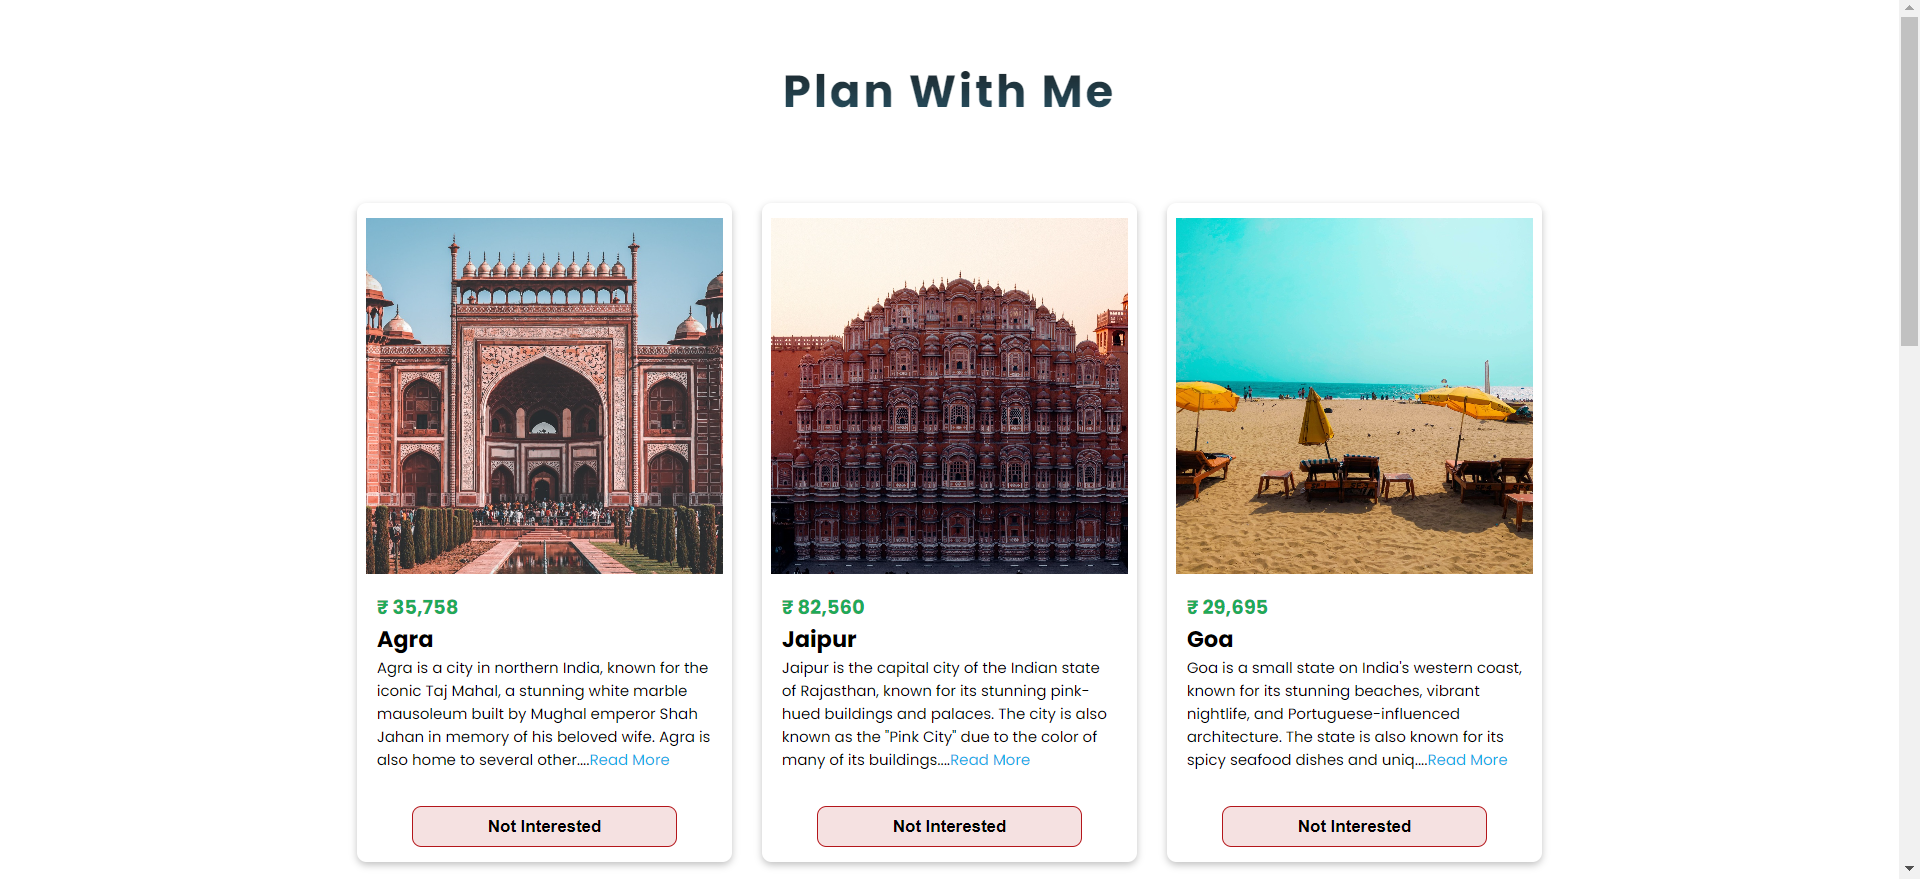 Plan With Me
₹ 35,758
Agra
Agra is a city in northern India, known for the
iconic Taj Mahal, a stunning white marble
mausoleum built by Mughal emperor Shah
Jahan in memory of his beloved wife. Agra is
also home to several other....Read More
Not Interested
₹ 82,560
Jaipur
Jaipur is the capital city of the Indian state
of Rajasthan, known for its stunning pink-
hued buildings and palaces. The city is also
known as the "Pink City" due to the color of
many of its buildings....Read More
Not Interested
₹ 29,695
Goa
Goa is a small state on India's western coast,
known for its stunning beaches, vibrant
nightlife, and Portuguese-influenced
architecture. The state is also known for its
spicy seafood dishes and uniq....Read More
Not Interested